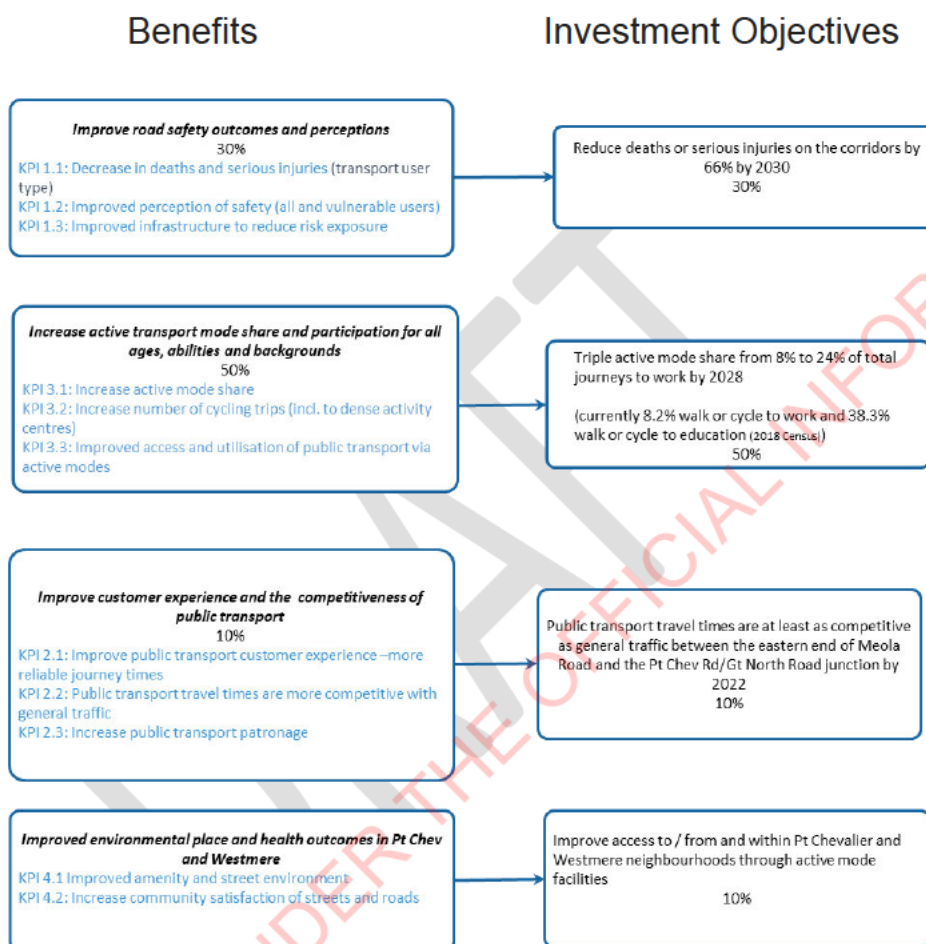 Benefits
Investment Objectives
Improve road safety outcomes and perceptions
30%
KPI 1.1: Decrease in deaths and serious injuries (transport user
type)
KPI 1.2: Improved perception of safety (all and vulnerable users)
KPI 1.3: Improved infrastructure to reduce risk exposure
Reduce deaths or serious injuries on the corridors by
66% by 2030
30%
Increase active transport mode share and participation for all
ages, abilities and backgrounds
50%
KPI 3.1: Increase active mode share
KPI 3.2: Increase number of cycling trips (incl. to dense activity
centres)
KPI 3.3: Improved access and utilisation of public transport via
active modes
Triple active mode share from 8% to 24% of total
journeys to work by 2028
(currently 8.2% walk or cycle to work and 38.3%
walk or cycle to education (2018 Census))
50%
Improve customer experience and the competitiveness of
public transport
10%
KPI 2.1: Improve public transport customer experience –more
reliable journey times
KPI 2.2: Public transport travel times are more competitive with
general traffic
KPI 2.3: Increase public transport patronage
Public transport travel times are at least as competitive
as general traffic between the eastern end of Meola
Road and the Pt Chev Rd/Gt North Road junction by
2022
10%
Improved environmental place and health outcomes in Pt Chev
and Westmere
KPI 4.1 Improved amenity and street environment
KPI 4.2: Increase community satisfaction of streets and roads
Improve access to / from and within Pt Chevalier and
Westmere neighbourhoods through active mode
facilities
10%
UNDER THE OFFICIAL INFOR